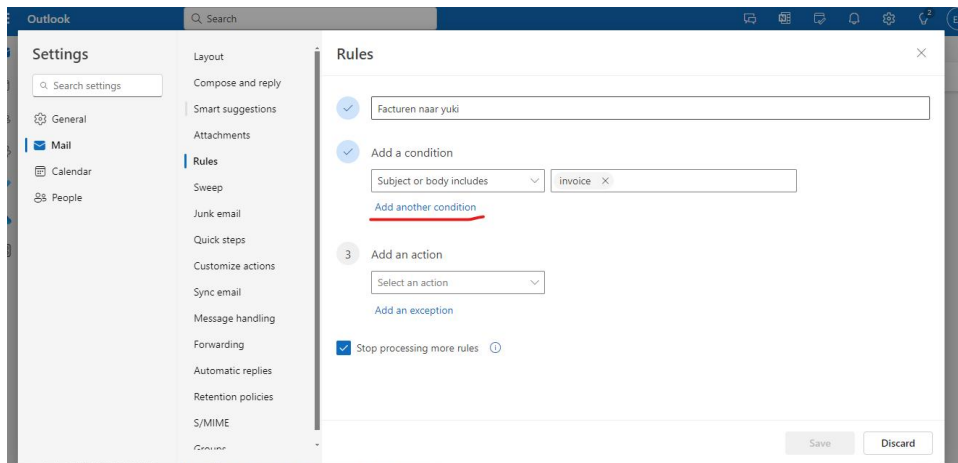 Outlook
Search
2
Settings
Search settings
General
Mail
Calendar
People
Layout
Compose and reply
Smart suggestions
Attachments
Rules
Sweep
Junk email
Quick steps
Customize actions
Sync email
Message handling
Forwarding
Automatic replies
Retention policies
S/MIME
Groups
Rules
Facturen naar yuki
Add a condition
Subject or body includes
invoice
Add another condition
3 Add an action
Select an action
Add an exception
Stop processing more rules
Save Discard